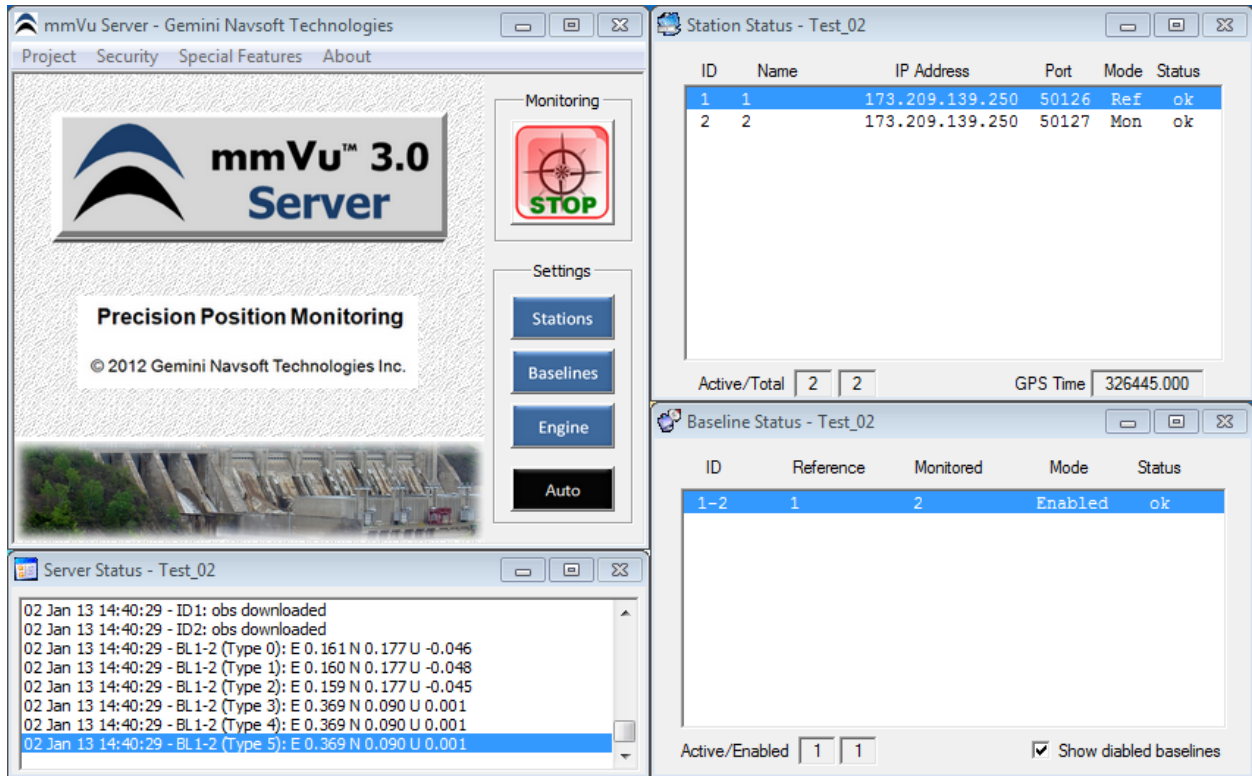 mmVu Server - Gemini Navsoft Technologies
Project Security Special Features About
mmVu™ 3.0
Server
Precision Position Monitoring
© 2012 Gemini Navsoft Technologies Inc.
Monitoring
STOP
Settings
Stations
Baselines
Engine
Auto
Station Status - Test_02
ID Name IP Address Port Mode Status
1 1 173.209.139.250 50126 Ref ok
2 2 173.209.139.250 50127 Mon ok
Active/Total 2 2 GPS Time 326445.000
Baseline Status - Test_02
ID Reference Monitored Mode Status
1-2 1 2 Enabled ok
Active/Enabled 1 1 Show diabled baselines
Server Status - Test_02
02 Jan 13 14:40:29 - ID1: obs downloaded
02 Jan 13 14:40:29 - ID2: obs downloaded
02 Jan 13 14:40:29 - BL1-2 (Type 0): E 0.161 N 0.177 U -0.046
02 Jan 13 14:40:29 - BL1-2 (Type 1): E 0.160 N 0.177 U -0.048
02 Jan 13 14:40:29 - BL1-2 (Type 2): E 0.159 N 0.177 U -0.045
02 Jan 13 14:40:29 - BL1-2 (Type 3): E 0.369 N 0.090 U 0.001
02 Jan 13 14:40:29 - BL1-2 (Type 4): E 0.369 N 0.090 U 0.001
02 Jan 13 14:40:29 - BL1-2 (Type 5): E 0.369 N 0.090 U 0.001